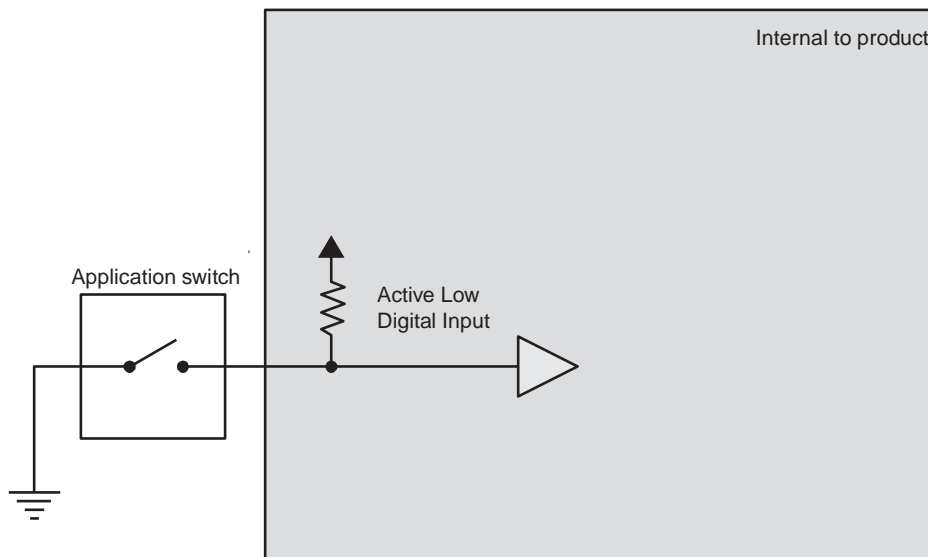 Internal to product
Application switch
Active Low
Digital Input